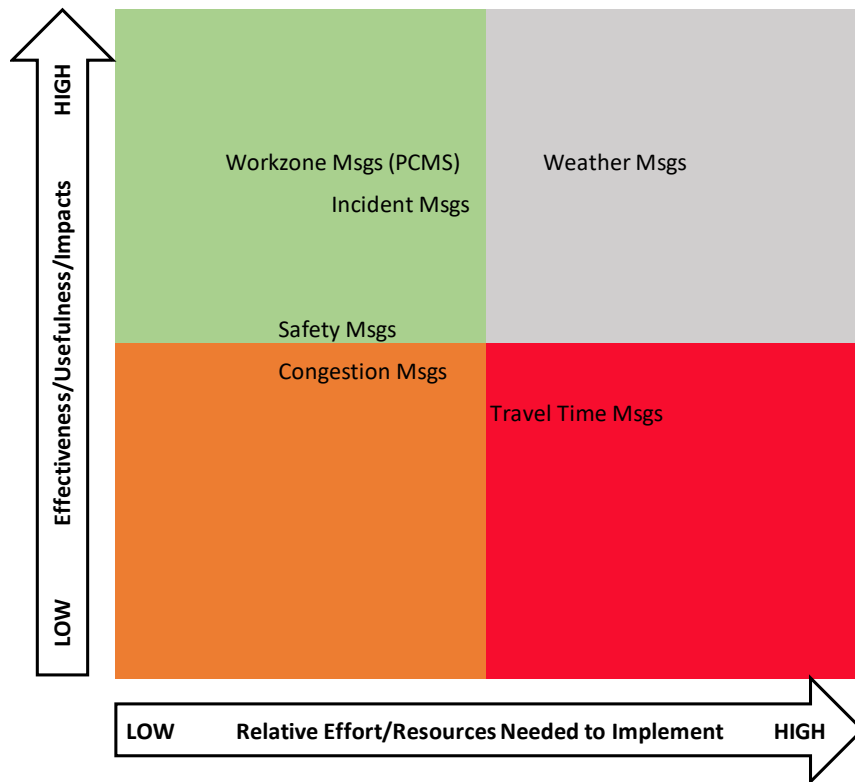 HIGH
Effectiveness/Usefulness/Impacts
LOW
Workzone Msgs (PCMS)
Weather Msgs
Incident Msgs
Safety Msgs
Congestion Msgs
Travel Time Msgs
LOW
Relative Effort/Resources Needed to Implement
HIGH